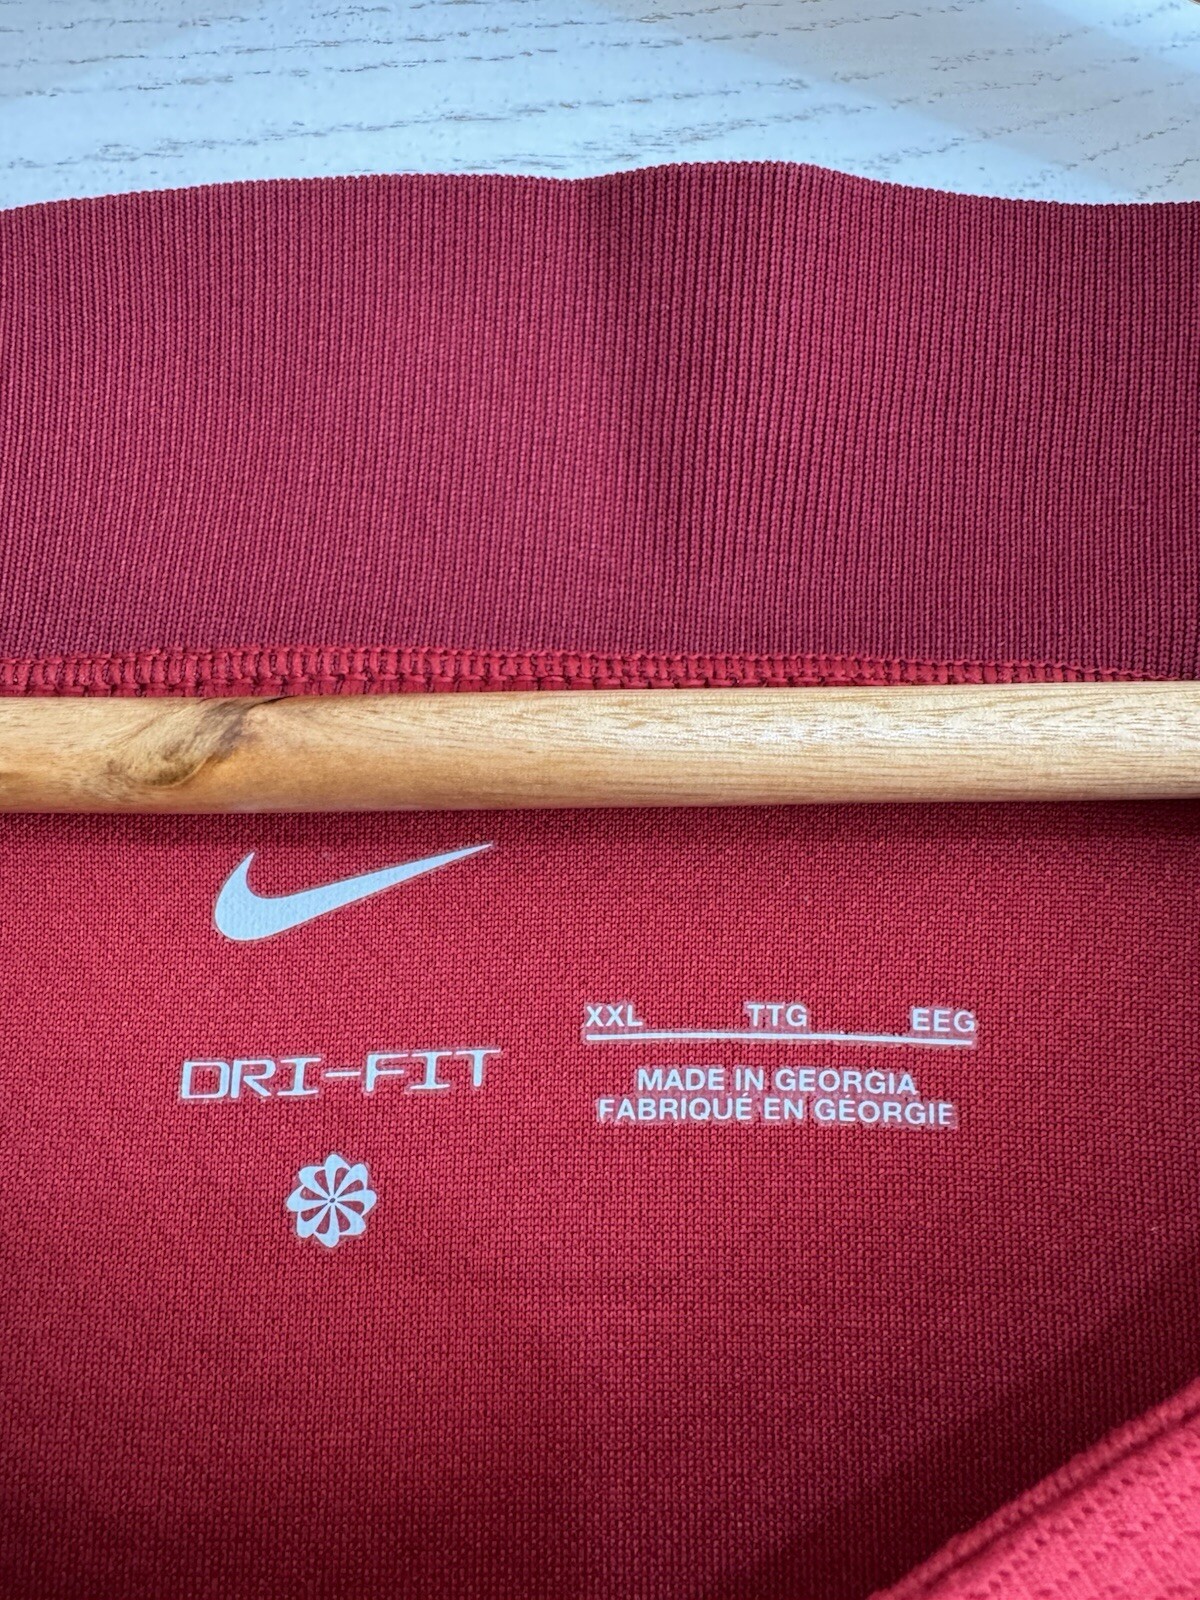 DRI-FIT
XXL TTG EEG
MADE IN GEORGIA
FABRIQUÉ EN GÉORGIE